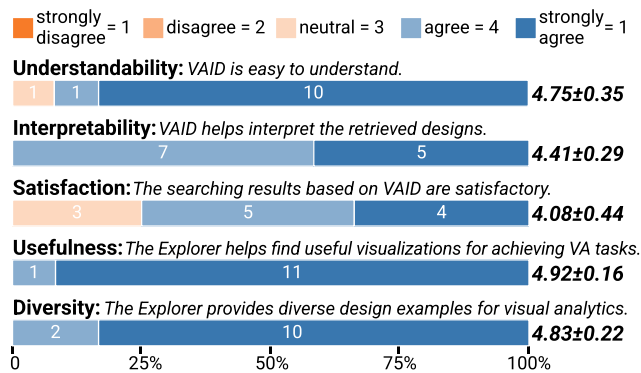 strongly disagree = 1 disagree = 2 neutral = 3 agree = 4 strongly agree = 1
Understandability: VAID is easy to understand.
1 1 10 4.75±0.35
Interpretability: VAID helps interpret the retrieved designs.
7 5 4.41±0.29
Satisfaction: The searching results based on VAID are satisfactory.
3 5 4 4.08±0.44
Usefulness: The Explorer helps find useful visualizations for achieving VA tasks.
1 11 4.92±0.16
Diversity: The Explorer provides diverse design examples for visual analytics.
2 10 4.83±0.22
0 25% 50% 75% 100%